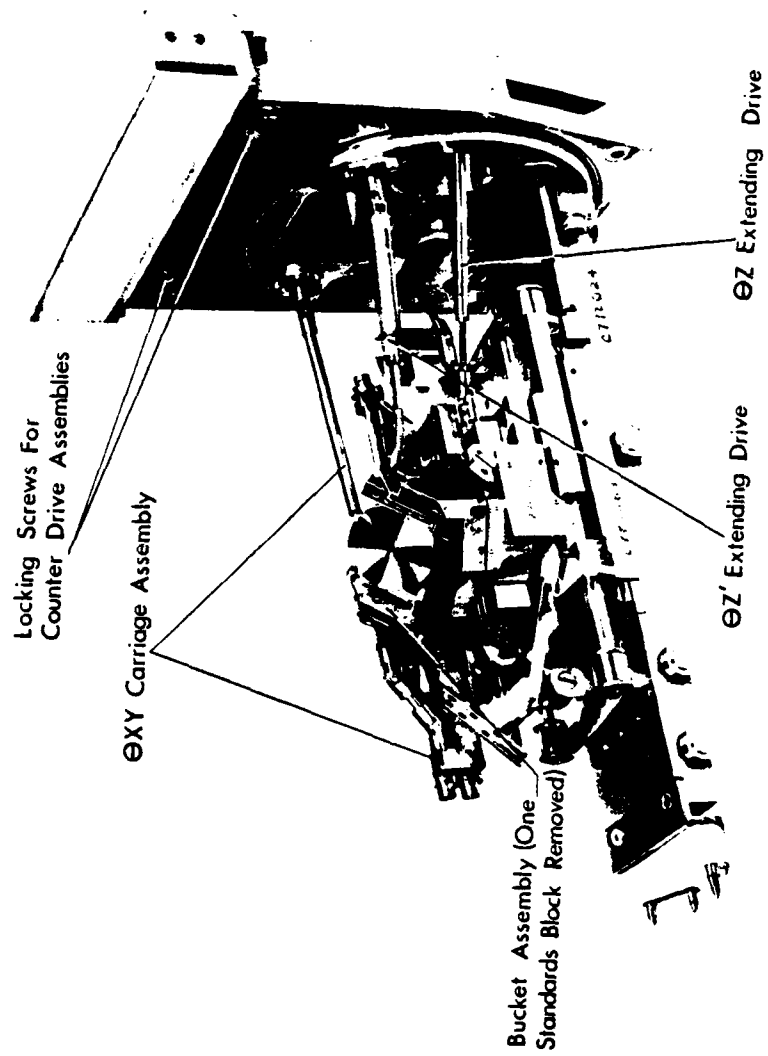 Locking Screws For
Counter Drive Assemblies
ΘXY Carriage Assembly
Bucket Assembly (One
Standards Block Removed)
ΘZ' Extending Drive
ΘZ Extending Drive